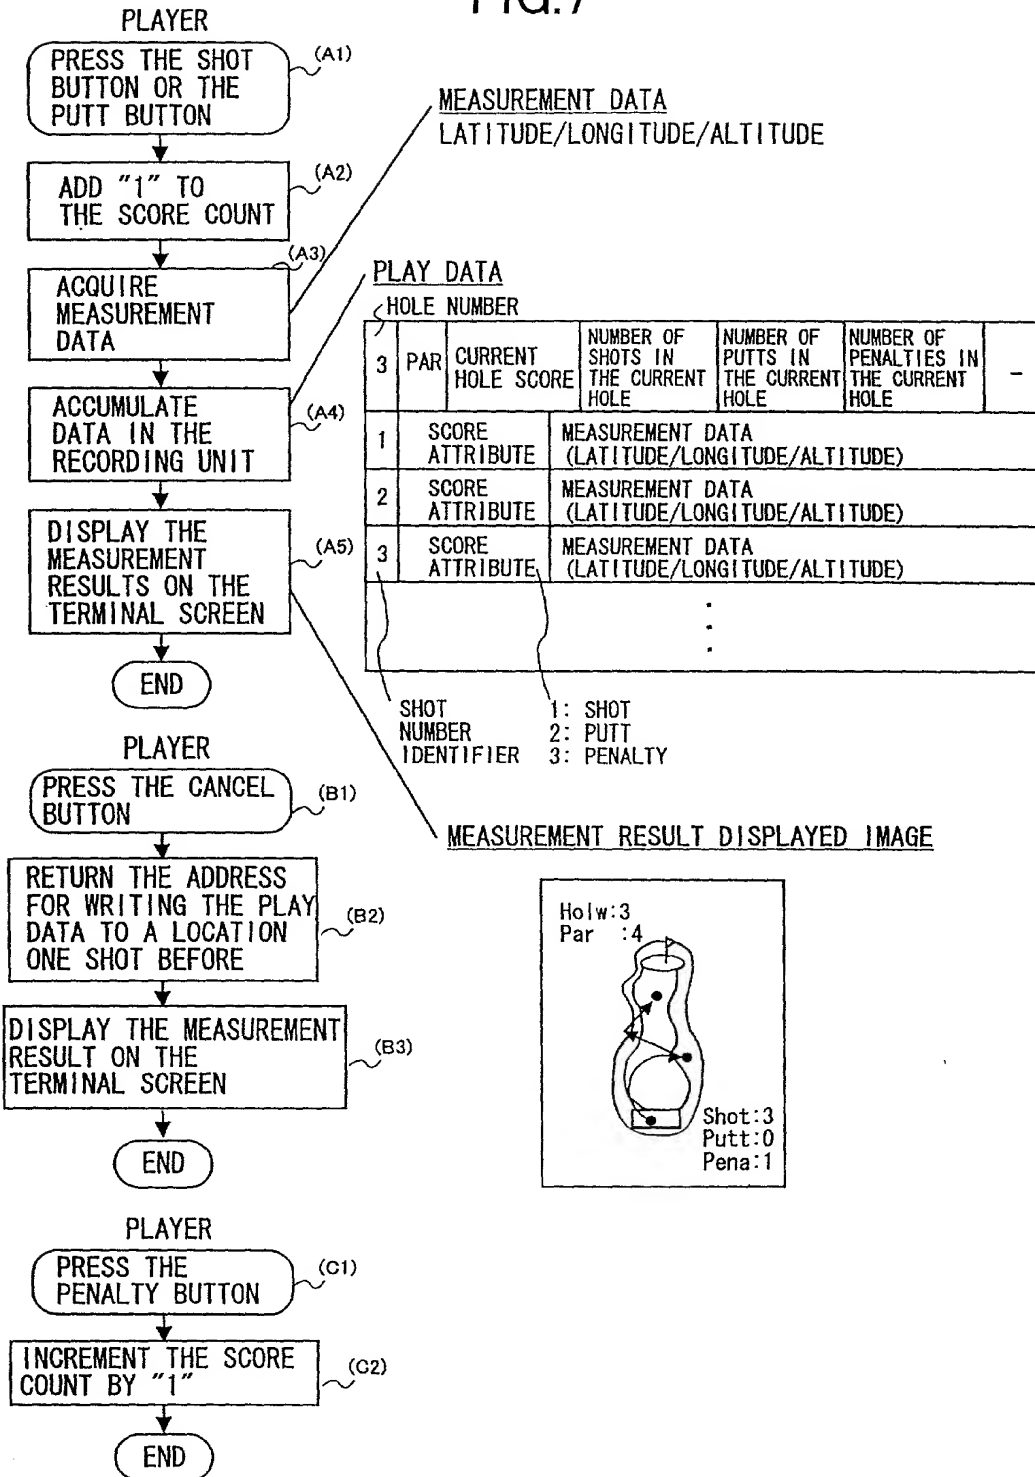 FIG.7
PLAYER
PRESS THE SHOT
BUTTON OR THE
PUTT BUTTON
(A1)
ADD "1" TO
THE SCORE COUNT
(A2)
ACQUIRE
MEASUREMENT
DATA
(A3)
ACCUMULATE
DATA IN THE
RECORDING UNIT
(A4)
DISPLAY THE
MEASUREMENT
RESULTS ON THE
TERMINAL SCREEN
(A5)
END
MEASUREMENT DATA
LATITUDE/LONGITUDE/ALTITUDE
PLAY DATA
HOLE NUMBER
3
PAR
CURRENT
HOLE SCORE
NUMBER OF
SHOTS IN
THE CURRENT
HOLE
NUMBER OF
PUTTS IN
THE CURRENT
HOLE
NUMBER OF
PENALTIES IN
THE CURRENT
HOLE
-
1
SCORE
ATTRIBUTE
MEASUREMENT DATA
(LATITUDE/LONGITUDE/ALTITUDE)
2
SCORE
ATTRIBUTE
MEASUREMENT DATA
(LATITUDE/LONGITUDE/ALTITUDE)
3
SCORE
ATTRIBUTE
MEASUREMENT DATA
(LATITUDE/LONGITUDE/ALTITUDE)
SHOT
NUMBER
IDENTIFIER
1: SHOT
2: PUTT
3: PENALTY
PLAYER
PRESS THE CANCEL
BUTTON
(B1)
RETURN THE ADDRESS
FOR WRITING THE PLAY
DATA TO A LOCATION
ONE SHOT BEFORE
(B2)
DISPLAY THE MEASUREMENT
RESULT ON THE
TERMINAL SCREEN
(B3)
END
MEASUREMENT RESULT DISPLAYED IMAGE
Holw:3
Par :4
Shot:3
Putt:0
Pena:1
PLAYER
PRESS THE
PENALTY BUTTON
(C1)
INCREMENT THE SCORE
COUNT BY "1"
(C2)
END